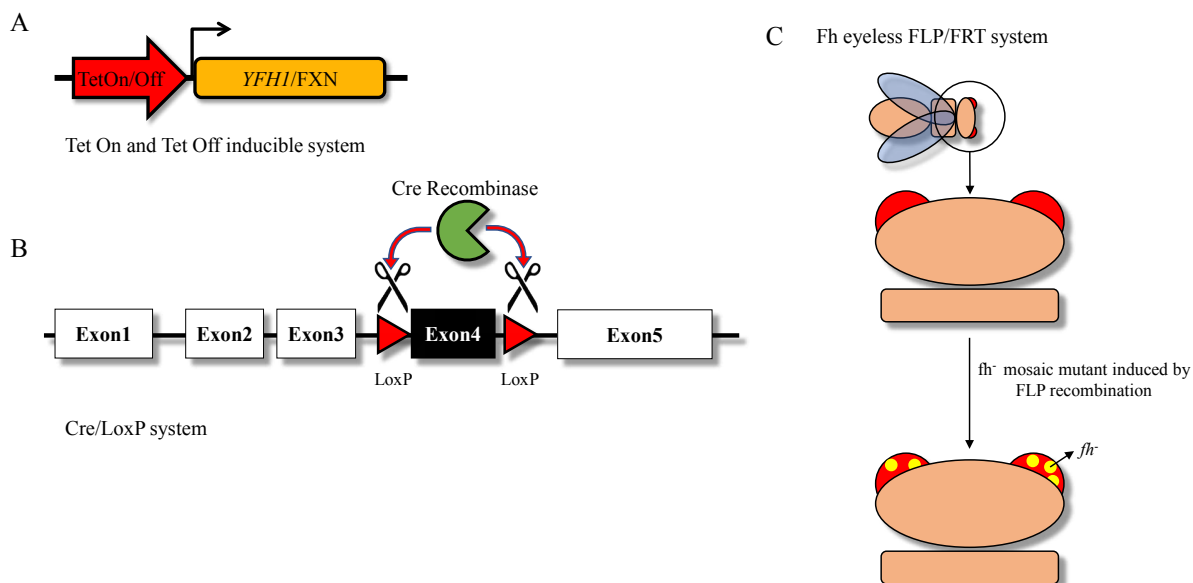 A
TetOn/Off
YFH1/FXN
Tet On and Tet Off inducible system
B
Cre Recombinase
Exon1
Exon2
Exon3
Exon4
Exon5
LoxP
LoxP
Cre/LoxP system
C
Fh eyeless FLP/FRT system
fh- mosaic mutant induced by
FLP recombination
fh-